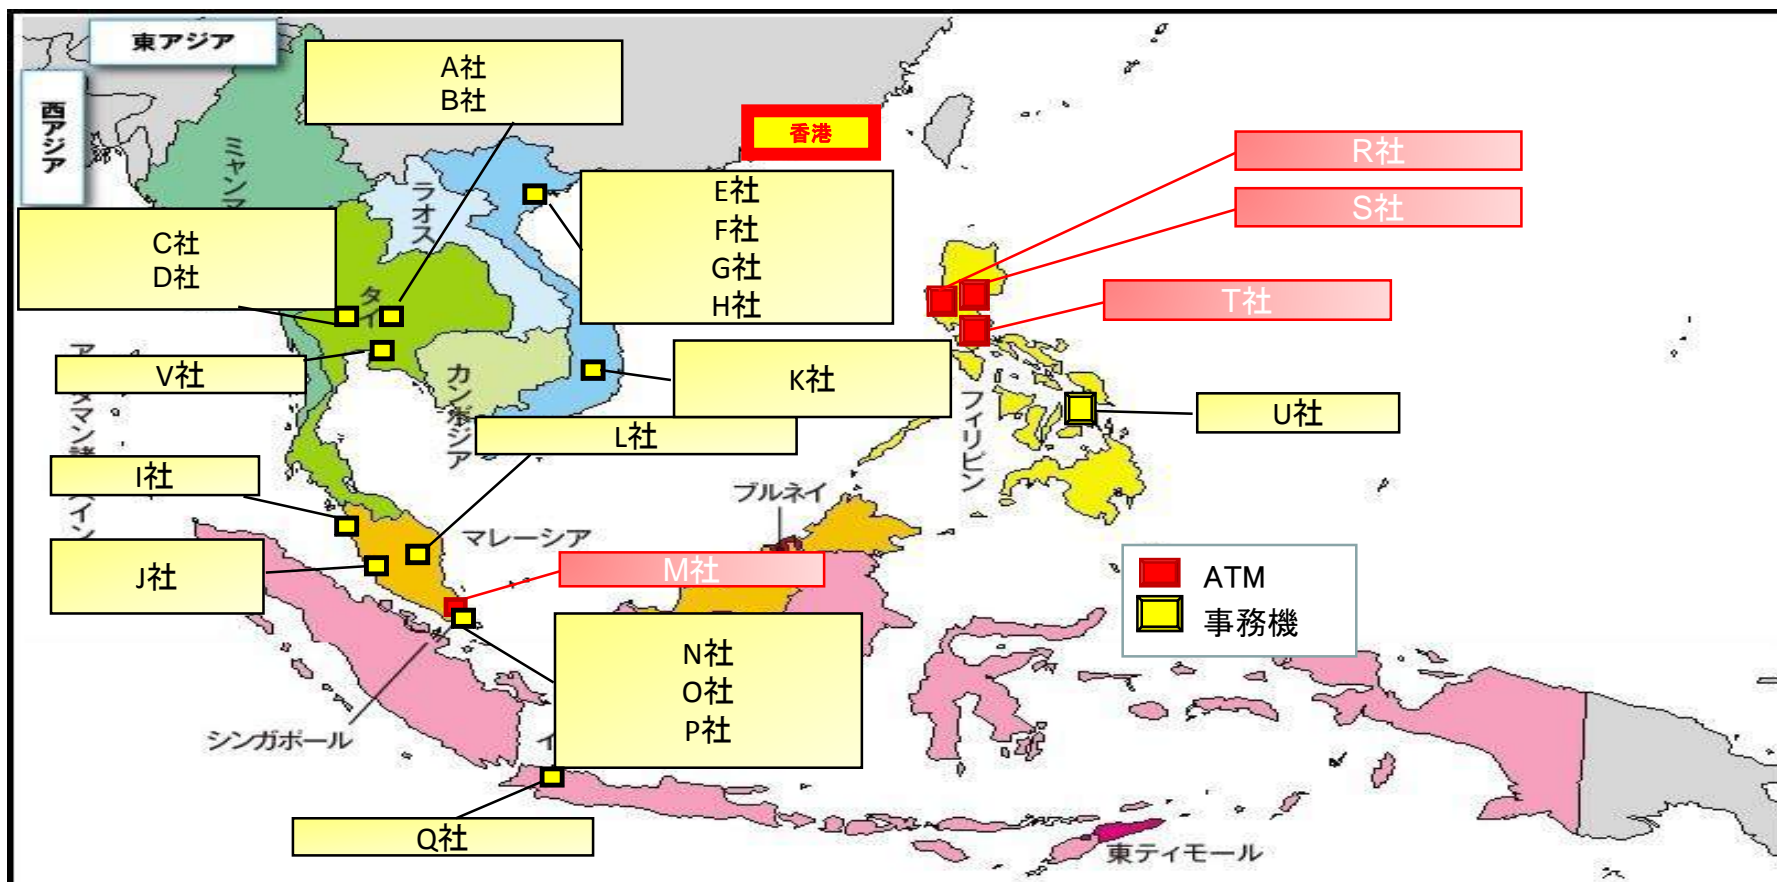 東アジア
西アジア
A社
B社
香港
ミャンマ
ラオス
R社
S社
E社
F社
G社
H社
C社
D社
タイ
T社
V社
K社
カンボジア
フィリピン
U社
L社
I社
ブルネイ
マレーシア
J社
M社
ATM
事務機
N社
O社
P社
シンガポール
イ
Q社
東ティモール